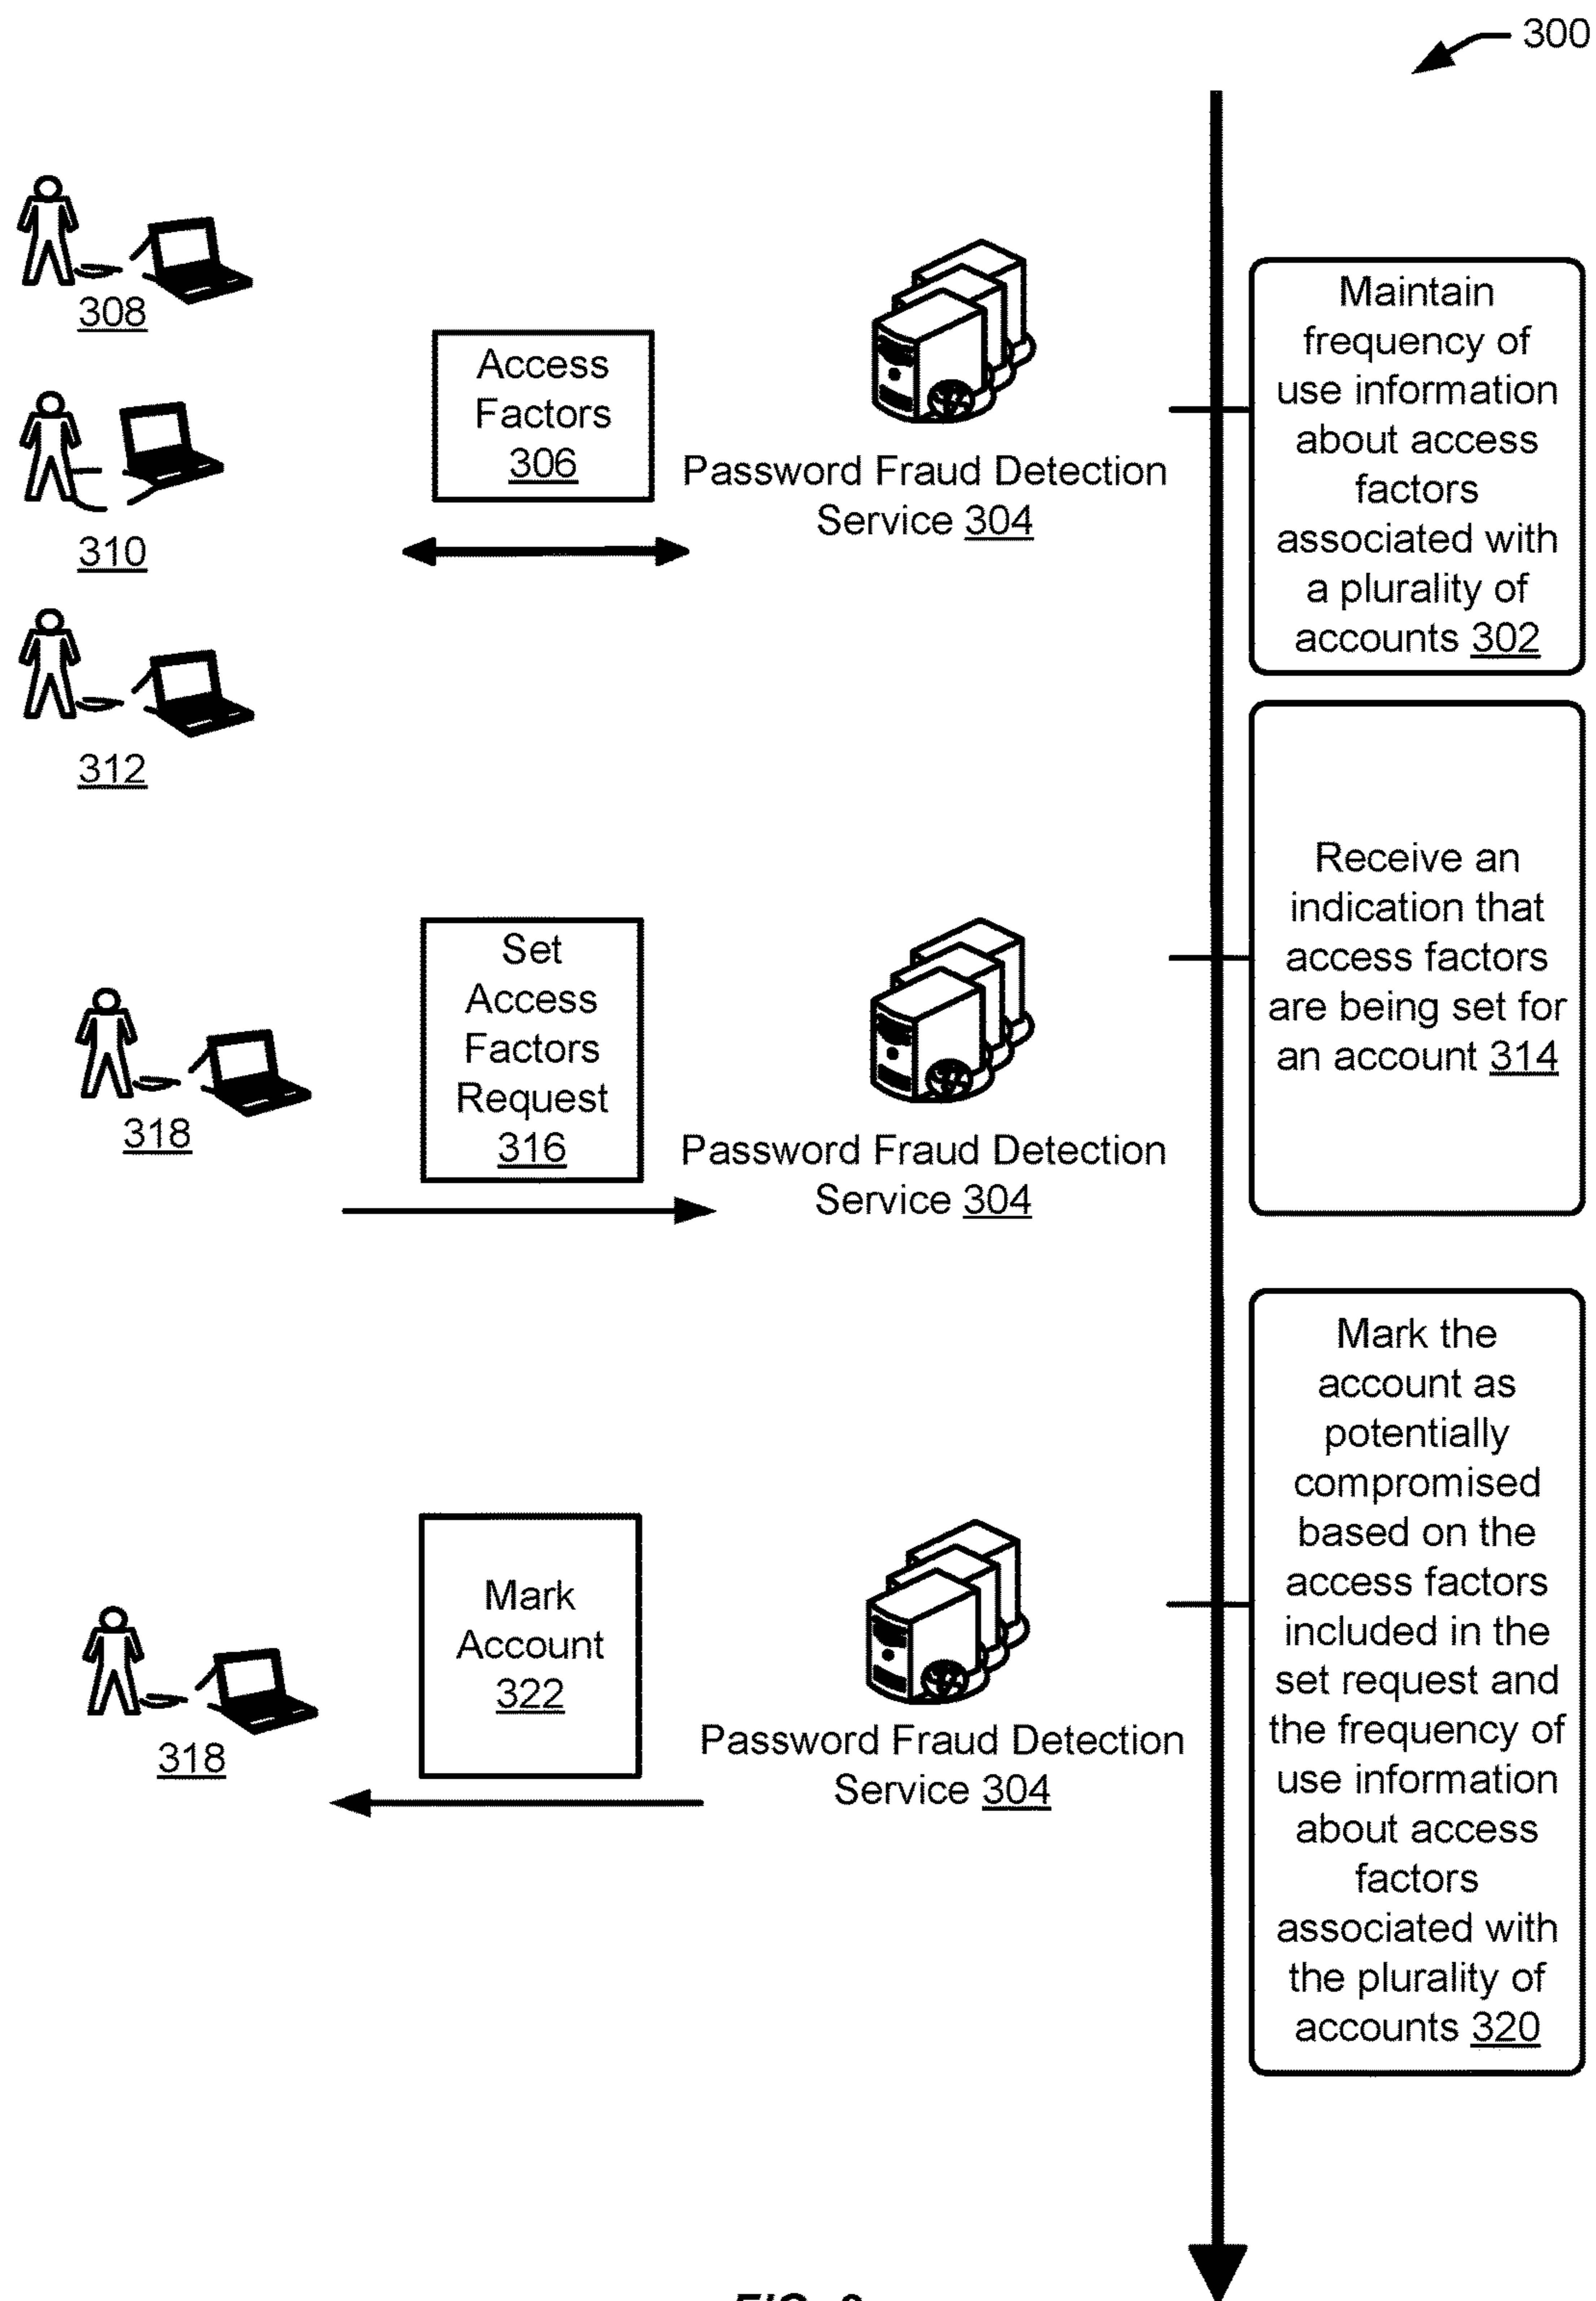 300
308
310
312
Access
Factors
306
Password Fraud Detection
Service 304
Maintain
frequency of
use information
about access
factors
associated with
a plurality of
accounts 302
318
Set
Access
Factors
Request
316
Password Fraud Detection
Service 304
Receive an
indication that
access factors
are being set for
an account 314
318
Mark
Account
322
Password Fraud Detection
Service 304
Mark the
account as
potentially
compromised
based on the
access factors
included in the
set request and
the frequency of
use information
about access
factors
associated with
the plurality of
accounts 320